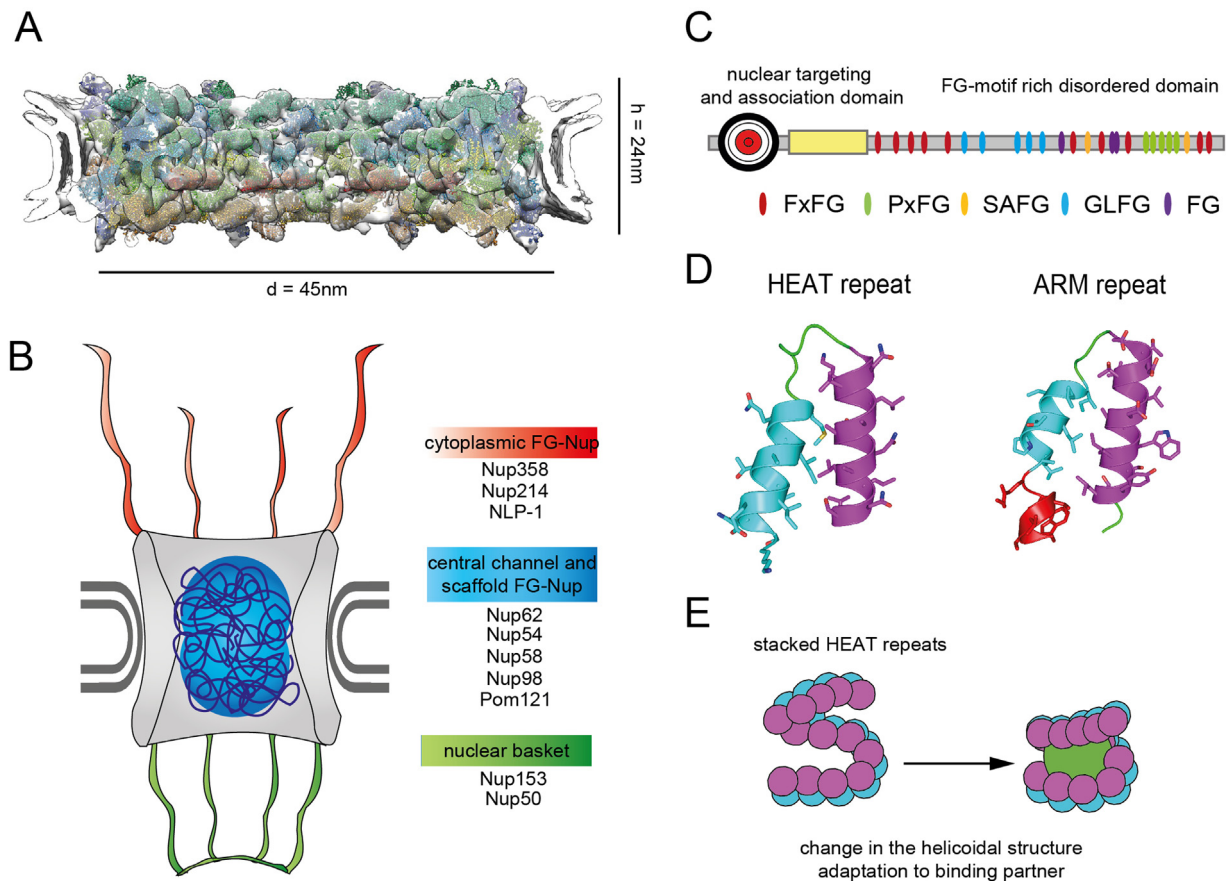 A
h = 24nm
d = 45nm
B
cytoplasmic FG-Nup
Nup358
Nup214
NLP-1
central channel and
scaffold FG-Nup
Nup62
Nup54
Nup58
Nup98
Pom121
nuclear basket
Nup153
Nup50
C
nuclear targeting
and association domain
FG-motif rich disordered domain
FxFG PxFG SAFG GLFG FG
D
HEAT repeat
ARM repeat
E
stacked HEAT repeats
change in the helicoidal structure
adaptation to binding partner